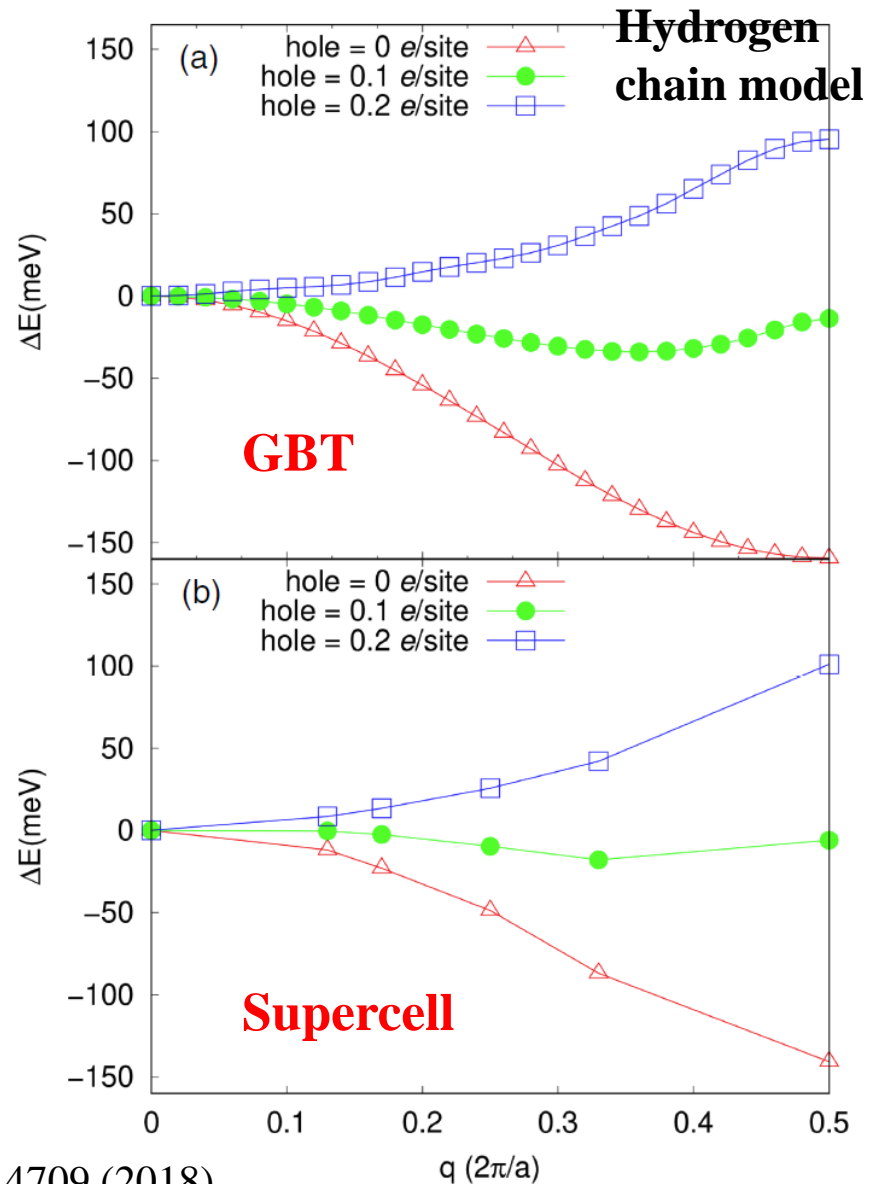 Hydrogen
chain model
(a)
hole = 0 e/site
hole = 0.1 e/site
hole = 0.2 e/site
150
100
50
0
−50
−100
−150
ΔE(meV)
GBT
(b)
hole = 0 e/site
hole = 0.1 e/site
hole = 0.2 e/site
150
100
50
0
−50
−100
−150
ΔE(meV)
Supercell
0 0.1 0.2 0.3 0.4 0.5
q (2π/a)
4709 (2018)